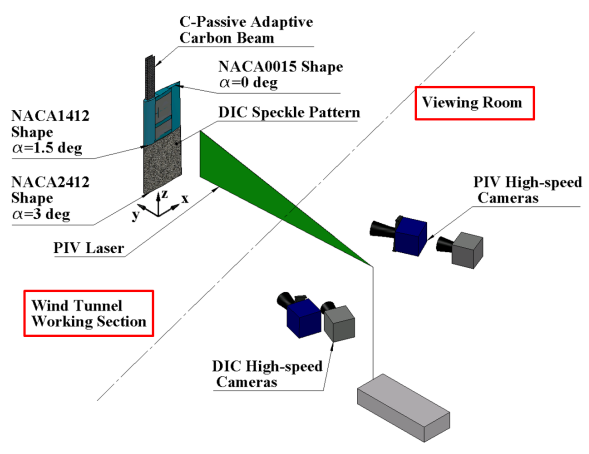 C-Passive Adaptive
Carbon Beam
NACA0015 Shape
α=0 deg
Viewing Room
NACA1412
Shape
α=1.5 deg
DIC Speckle Pattern
NACA2412
Shape
α=3 deg
z
x
y
PIV High-speed
Cameras
PIV Laser
Wind Tunnel
Working Section
DIC High-speed
Cameras